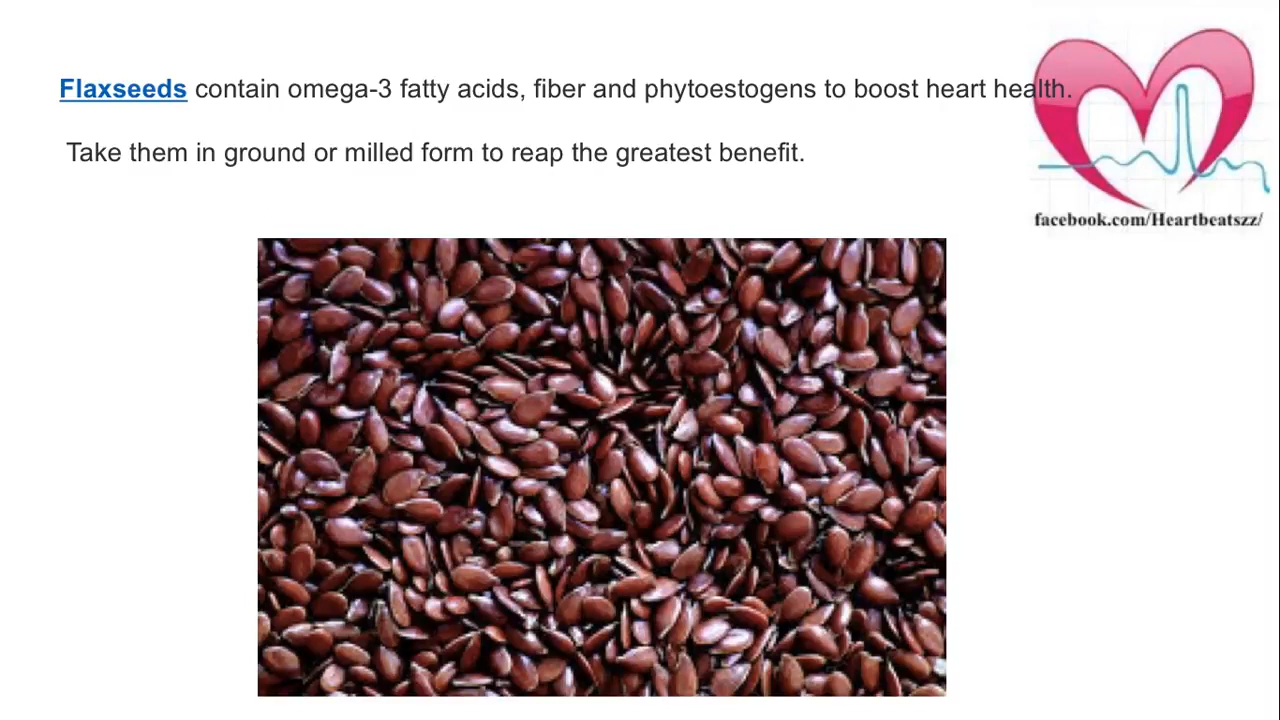 Flaxseeds contain omega-3 fatty acids, fiber and phytoestogens to boost heart health.
Take them in ground or milled form to reap the greatest benefit.
facebook.com/Heartbeatszz/